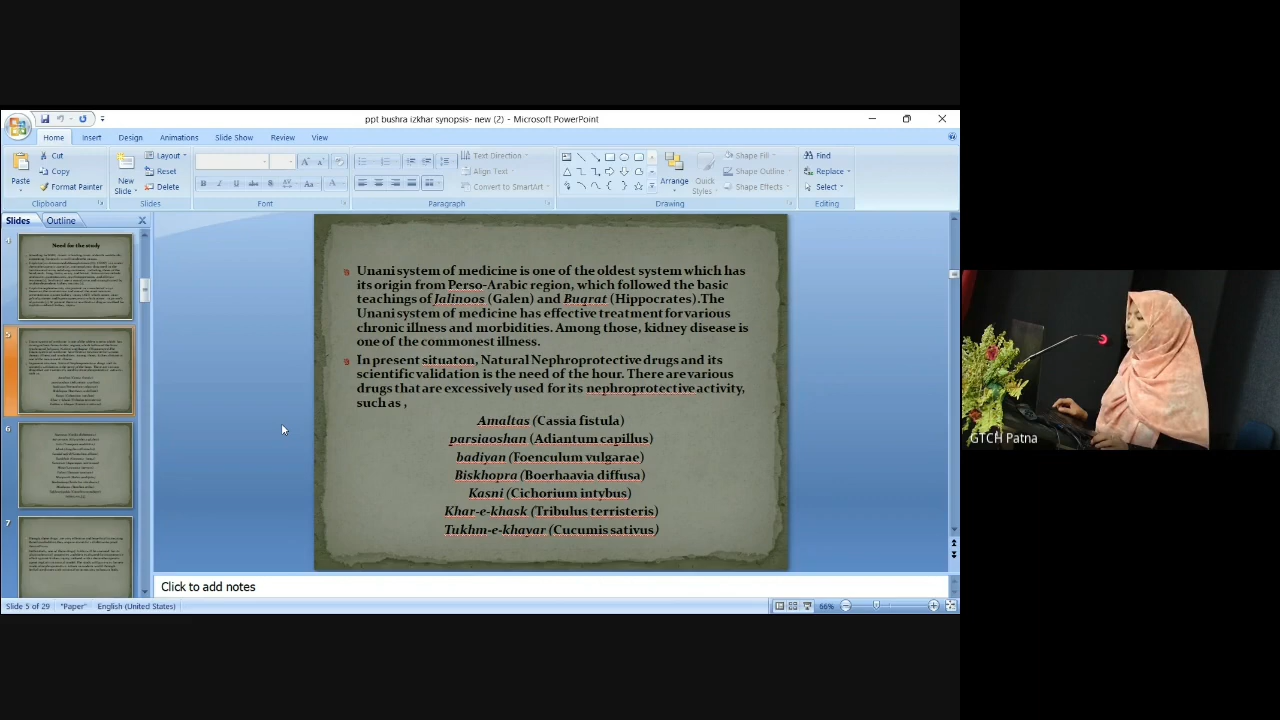 ppt bushra izkhar synopsis- new (2) - Microsoft PowerPoint
Home Insert Design Animations Slide Show Review View
Paste
Cut
Copy
Format Painter
Clipboard
New Slide
Layout
Reset
Delete
Slides
Font
Text Direction
Align Text
Convert to SmartArt
Paragraph
Arrange
Quick Styles
Shape Fill
Shape Outline
Shape Effects
Drawing
Find
Replace
Select
Editing
Slides Outline
4
Need for the study
5
6
7
Unani system of medicine is one of the oldest system which has
its origin from Perso-Arabic region, which followed the basic
teachings of Jalinoos (Galen) and Buqrat (Hippocrates).The
Unani system of medicine has effective treatment for various
chronic illness and morbidities. Among those, kidney disease is
one of the commonest illness.
In present situaton, Natural Nephroprotective drugs and its
scientific validation is the need of the hour. There are various
drugs that are excessively used for its nephroprotective activity,
such as ,
Amaltas (Cassia fistula)
parsiaoshan (Adiantum capillus)
badiyan (Foenculum vulgarae)
Biskhopra (Boerhaavia diffusa)
Kasni (Cichorium intybus)
Khar-e-khask (Tribulus terristeris)
Tukhm-e-khayar (Cucumis sativus)
Click to add notes
Slide 5 of 29 "Paper" English (United States) 66%
GTCH Patna